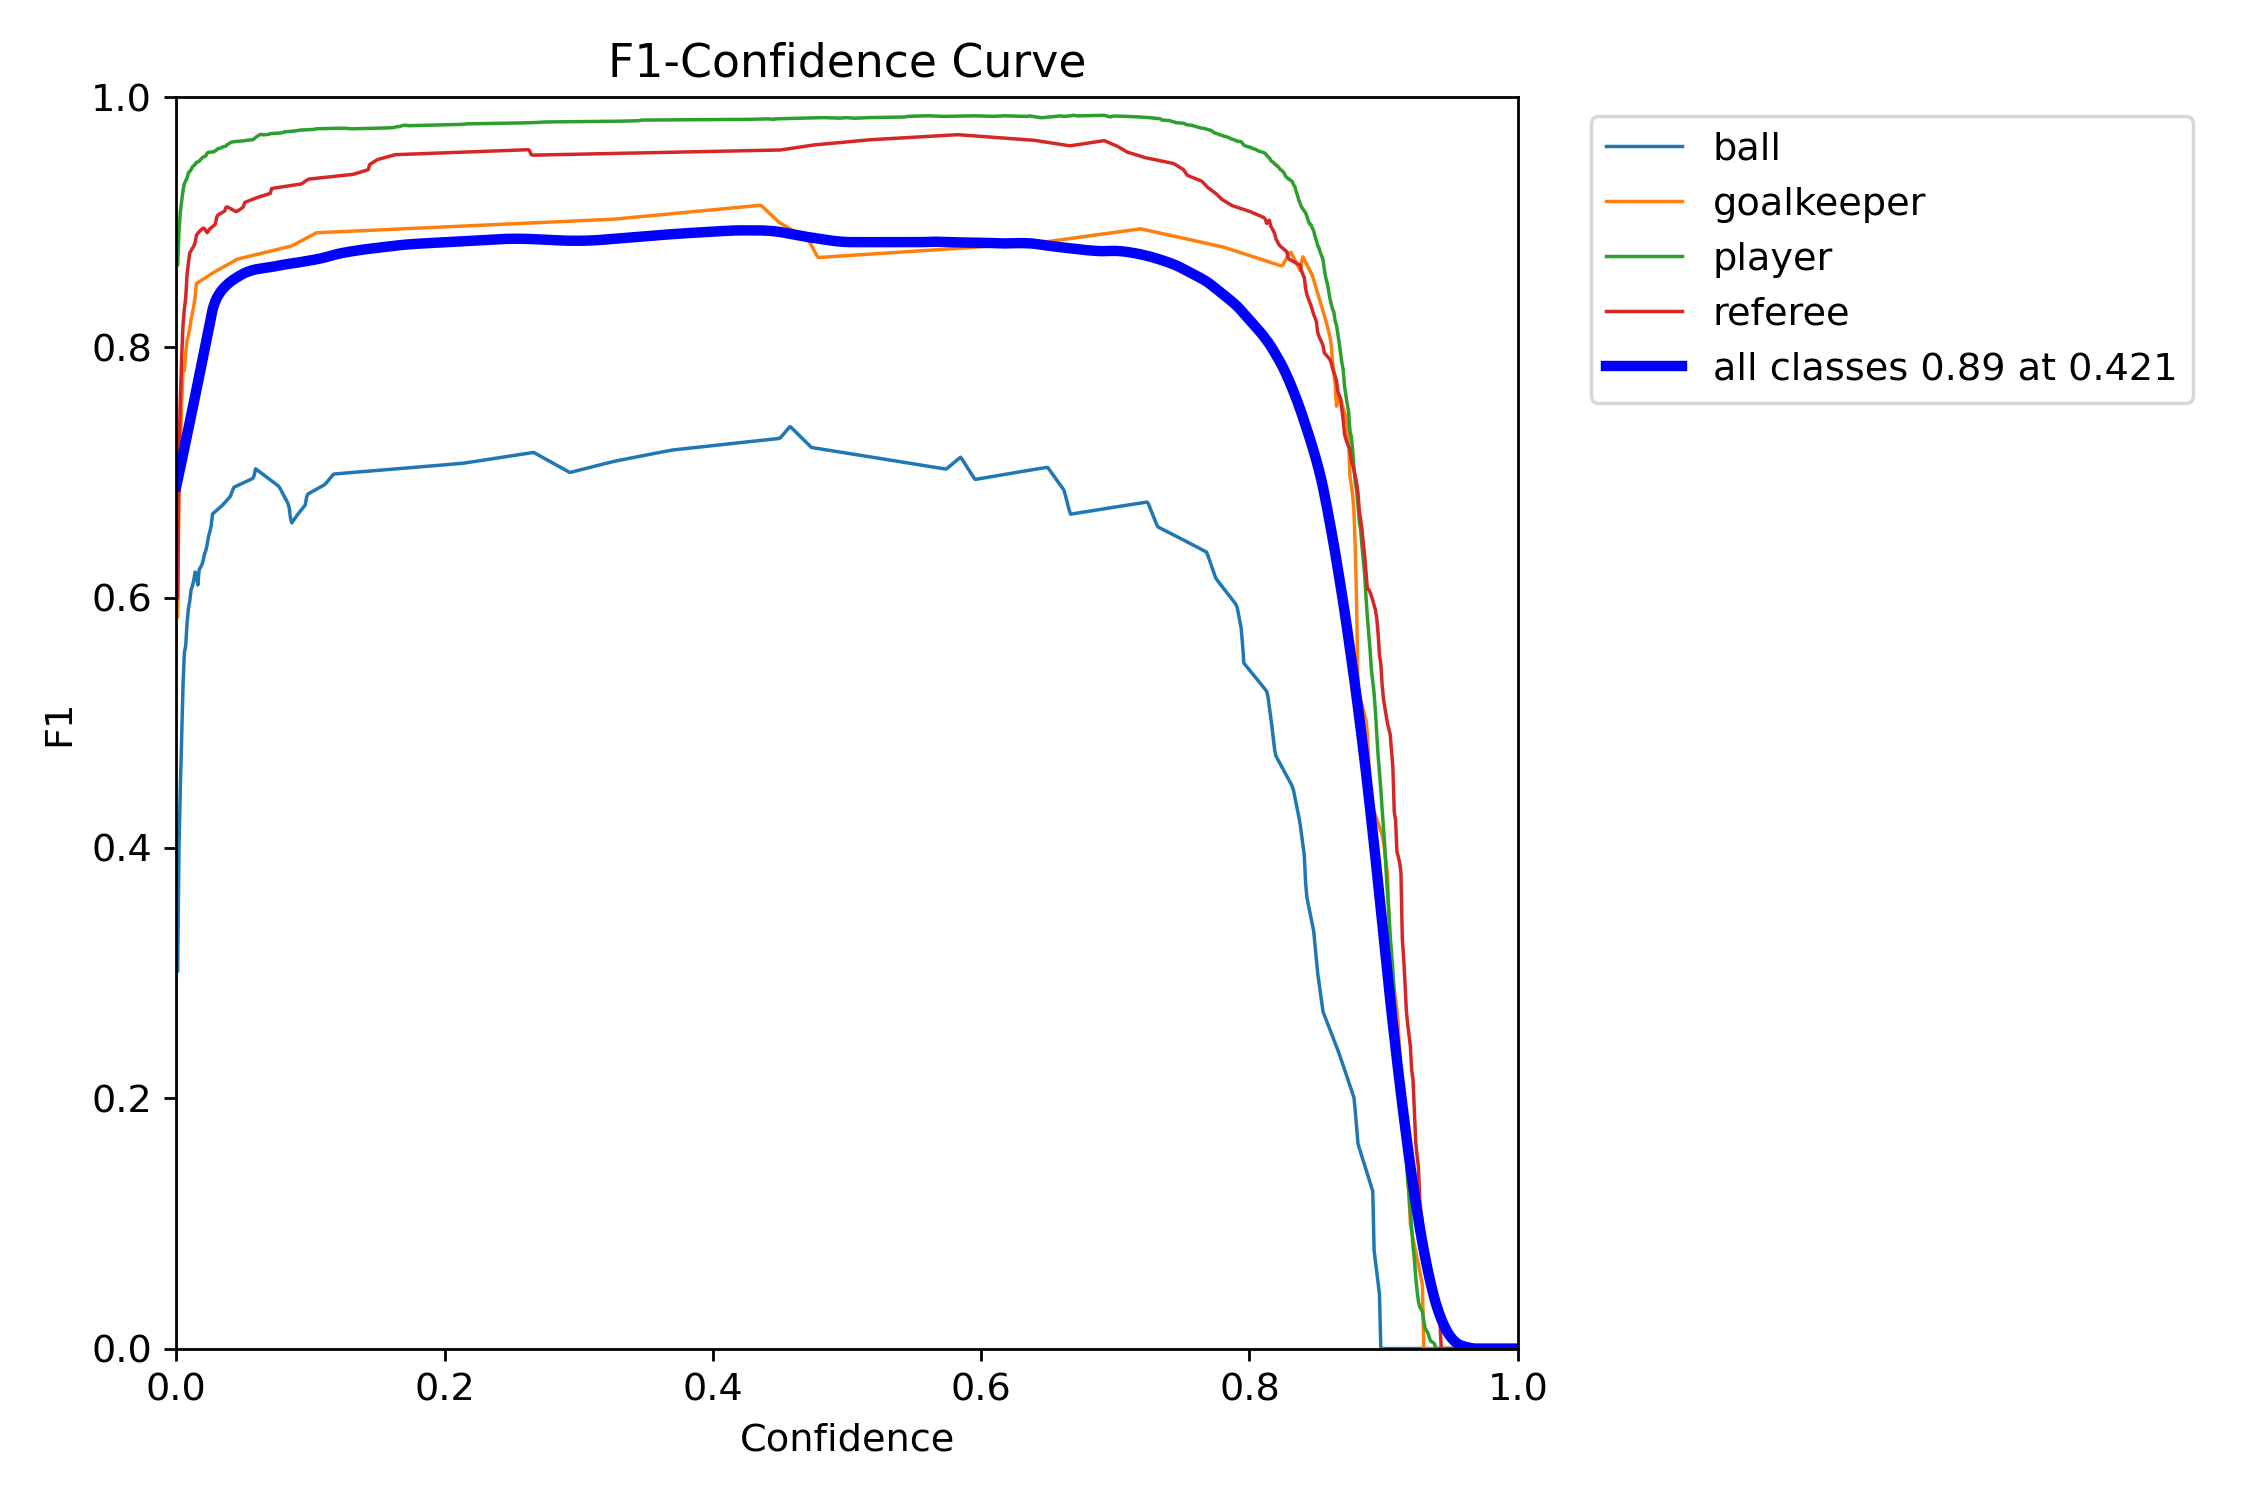 F1-Confidence Curve
1.0
0.8
0.6
0.4
0.2
0.0
F1
0.0 0.2 0.4 0.6 0.8 1.0
Confidence
ball
goalkeeper
player
referee
all classes 0.89 at 0.421